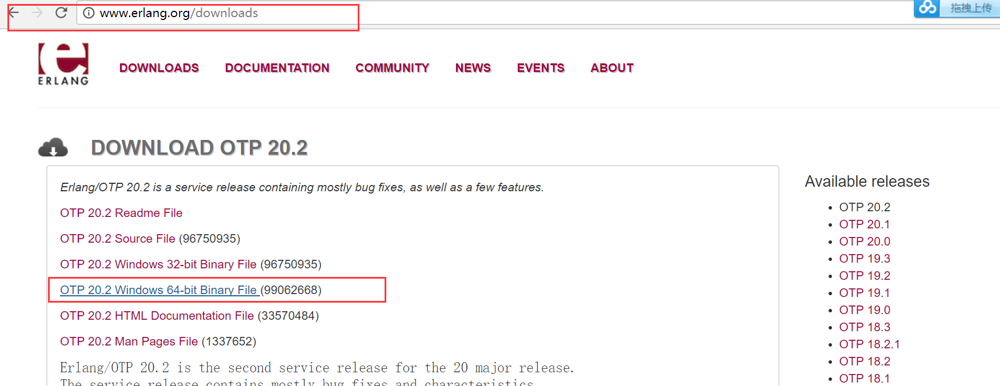 www.erlang.org/downloads
拖拽上传
ERLANG
DOWNLOADS DOCUMENTATION COMMUNITY NEWS EVENTS ABOUT
DOWNLOAD OTP 20.2
Erlang/OTP 20.2 is a service release containing mostly bug fixes, as well as a few features.
OTP 20.2 Readme File
OTP 20.2 Source File (96750935)
OTP 20.2 Windows 32-bit Binary File (96750935)
OTP 20.2 Windows 64-bit Binary File (99062668)
OTP 20.2 HTML Documentation File (33570484)
OTP 20.2 Man Pages File (1337652)
Erlang/OTP 20.2 is the second service release for the 20 major release.
The service release contains mostly bug fixes and characteristics
Available releases
OTP 20.2
OTP 20.1
OTP 20.0
OTP 19.3
OTP 19.2
OTP 19.1
OTP 19.0
OTP 18.3
OTP 18.2.1
OTP 18.2
OTP 18.1